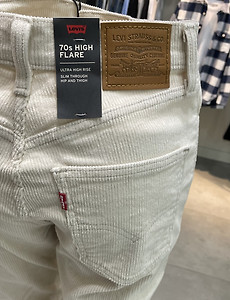 Levi's
70s HIGH
FLARE
ULTRA HIGH RISE
SLIM THROUGH
HIP AND THIGH
LEVI STRAUSS & CO.
Levi's